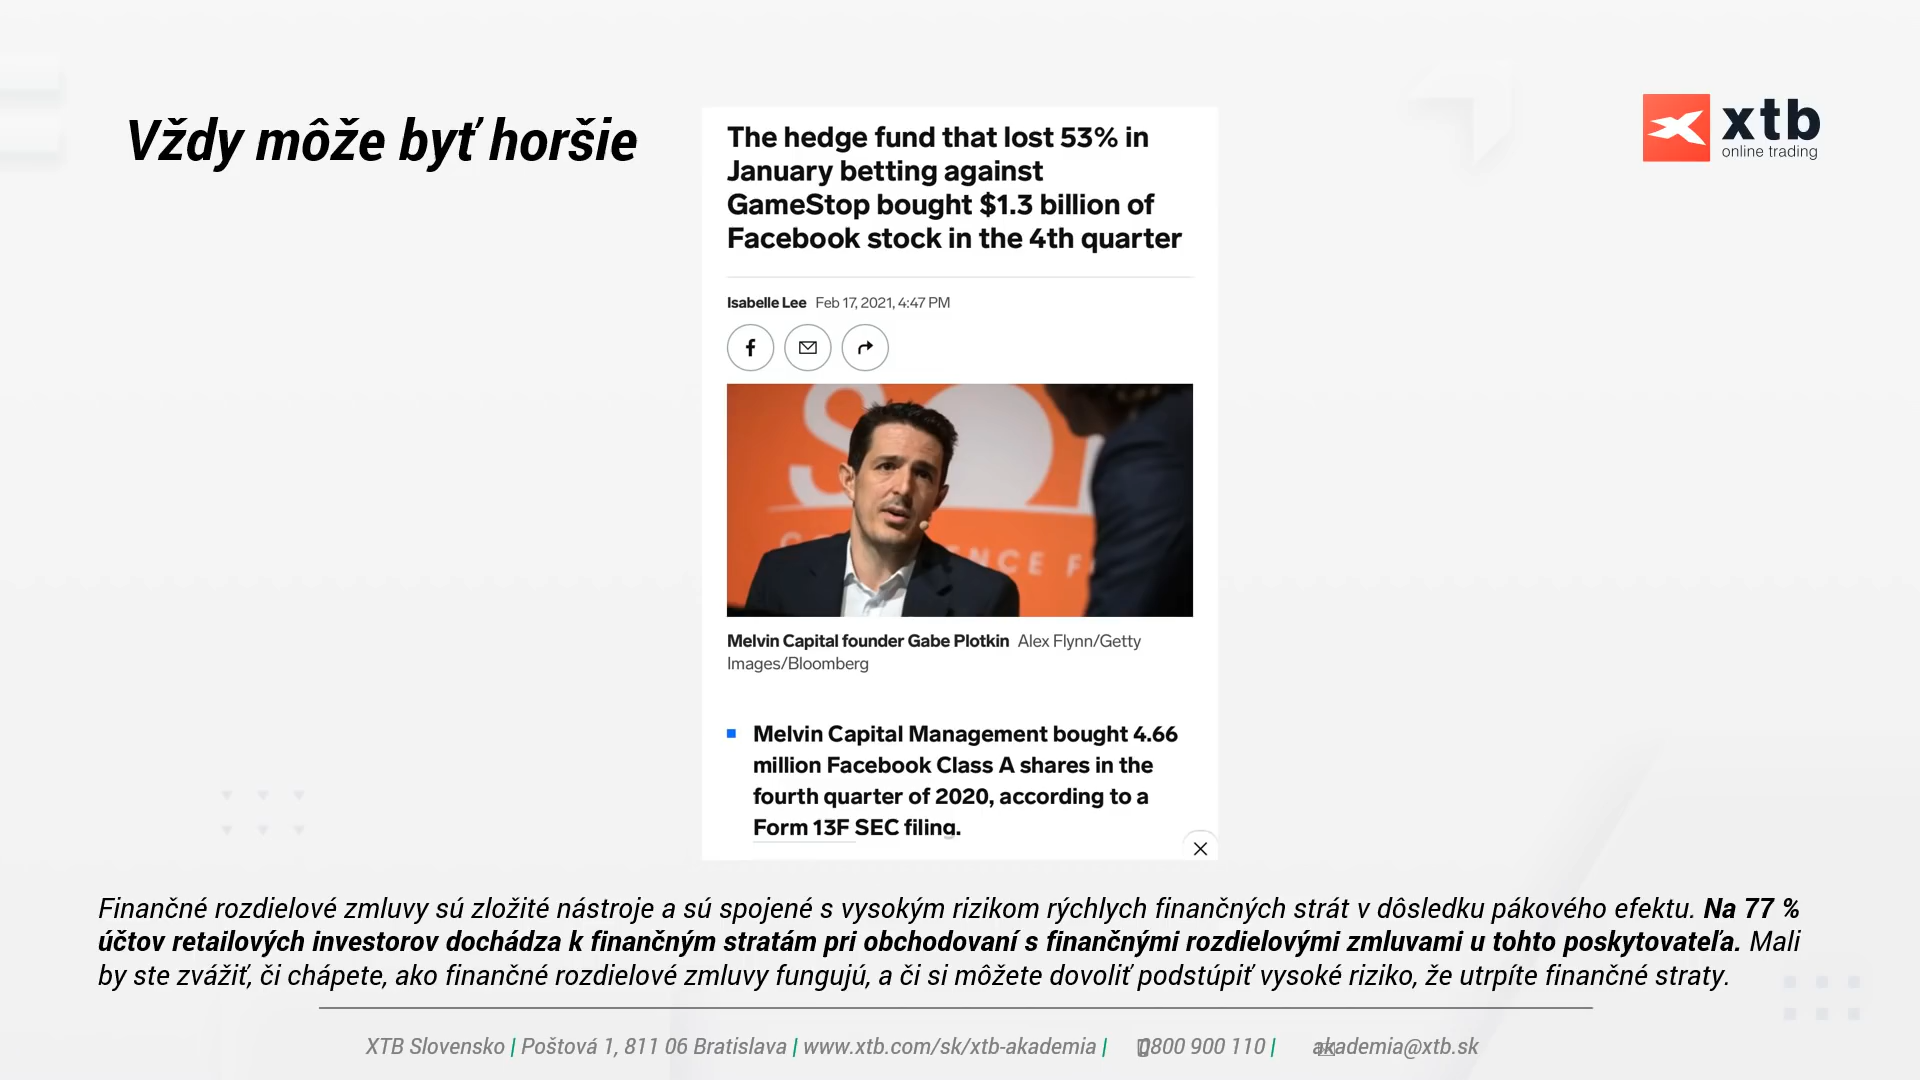 Vždy môže byť horšie
xtb
online trading
The hedge fund that lost 53% in
January betting against
GameStop bought $1.3 billion of
Facebook stock in the 4th quarter
Isabelle Lee Feb 17, 2021, 4:47 PM
Melvin Capital founder Gabe Plotkin Alex Flynn/Getty
Images/Bloomberg
Melvin Capital Management bought 4.66
million Facebook Class A shares in the
fourth quarter of 2020, according to a
Form 13F SEC filing.
Finančné rozdielové zmluvy sú zložité nástroje a sú spojené s vysokým rizikom rýchlych finančných strát v dôsledku pákového efektu. Na 77 %
účtov retailových investorov dochádza k finančným stratám pri obchodovaní s finančnými rozdielovými zmluvami u tohto poskytovateľa. Mali
by ste zvážiť, či chápete, ako finančné rozdielové zmluvy fungujú, a či si môžete dovoliť podstúpiť vysoké riziko, že utrpíte finančné straty.
XTB Slovensko | Poštová 1, 811 06 Bratislava | www.xtb.com/sk/xtb-akademia | 0800 900 110 | akademia@xtb.sk